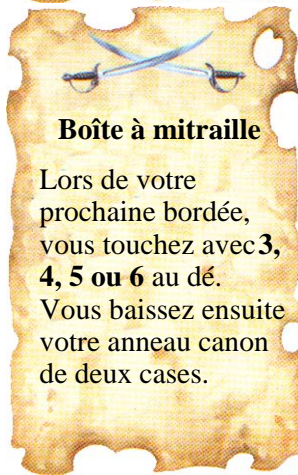 Boîte à mitraille
Lors de votre
prochaine bordée,
vous touchez avec 3,
4, 5 ou 6 au dé.
Vous baissez ensuite
votre anneau canon
de deux cases.